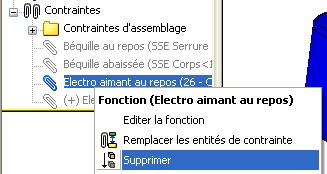 Contraintes
Contraintes d'assemblage
Béquille au repos (SSE Serrure
Béquille abaissée (SSE Corps<1
Electro aimant au repos (26 - C
(+) Ele
Fonction (Electro aimant au repos)
Editer la fonction
Remplacer les entités de contrainte
Supprimer